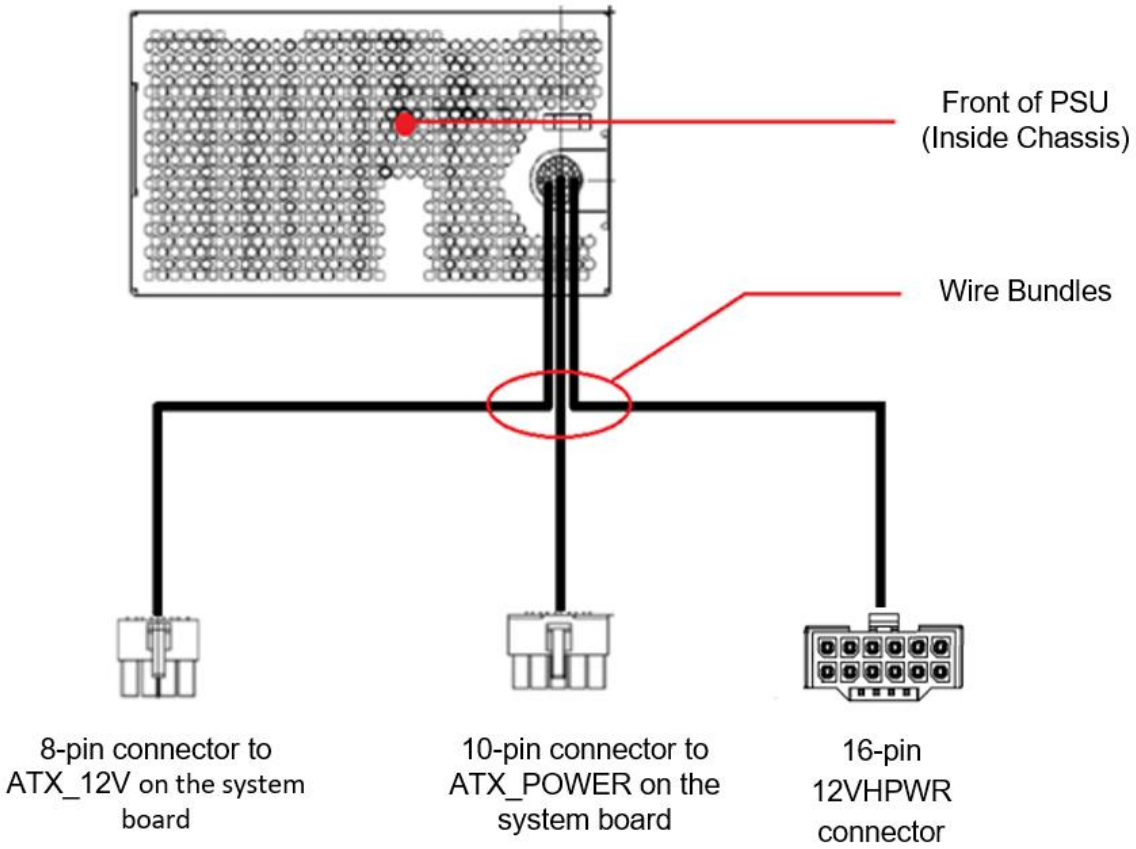 Front of PSU
(Inside Chassis)
Wire Bundles
8-pin connector to
ATX_12V on the system
board
10-pin connector to
ATX_POWER on the
system board
16-pin
12VHPWR
connector